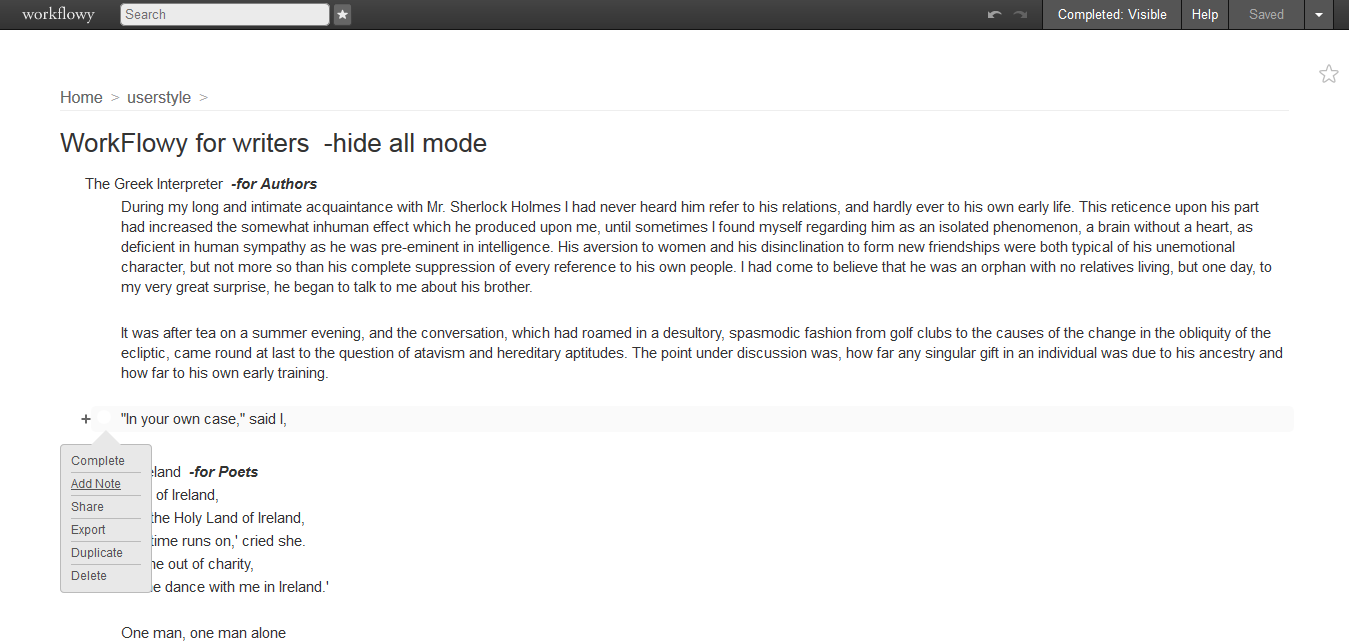 workflowy Search Completed: Visible Help Saved
Home > userstyle >
WorkFlowy for writers -hide all mode
The Greek Interpreter -for Authors
During my long and intimate acquaintance with Mr. Sherlock Holmes I had never heard him refer to his relations, and hardly ever to his own early life. This reticence upon his part
had increased the somewhat inhuman effect which he produced upon me, until sometimes I found myself regarding him as an isolated phenomenon, a brain without a heart, as
deficient in human sympathy as he was pre-eminent in intelligence. His aversion to women and his disinclination to form new friendships were both typical of his unemotional
character, but not more so than his complete suppression of every reference to his own people. I had come to believe that he was an orphan with no relatives living, but one day, to
my very great surprise, he began to talk to me about his brother.
It was after tea on a summer evening, and the conversation, which had roamed in a desultory, spasmodic fashion from golf clubs to the causes of the change in the obliquity of the
ecliptic, came round at last to the question of atavism and hereditary aptitudes. The point under discussion was, how far any singular gift in an individual was due to his ancestry and
how far to his own early training.
+ "In your own case," said I,
Complete
Add Note
Share
Export
Duplicate
Delete
-for Poets
of Ireland,
the Holy Land of Ireland,
time runs on,' cried she.
out of charity,
dance with me in Ireland.'
One man, one man alone